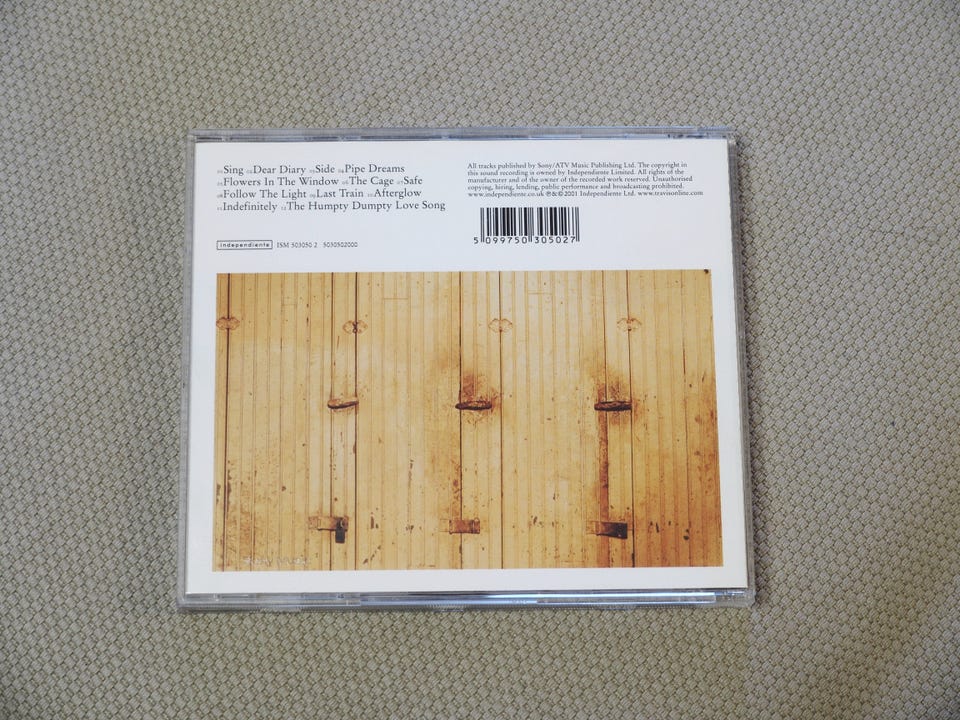 01 Sing 02 Dear Diary 03 Side 04 Pipe Dreams
05 Flowers In The Window 06 The Cage 07 Safe
08 Follow The Light 09 Last Train 10 Afterglow
11 Indefinitely 12 The Humpty Dumpty Love Song
All tracks published by Sony/ATV Music Publishing Ltd. The copyright in
this sound recording is owned by Independiente Limited. All rights of the
manufacturer and of the owner of the recorded work reserved. Unauthorised
copying, hiring, lending, public performance and broadcasting prohibited.
www.independiente.co.uk ℗&© 2001 Independiente Ltd. www.travisonline.com
5 099750 305027
independiente ISM 503050 2 5030502000